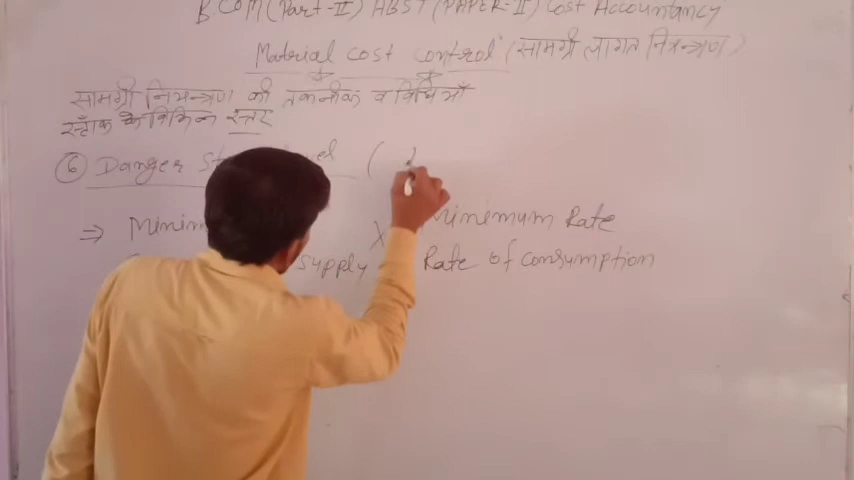 B COM (Part-II) ABST (PAPER-II) Cost Accountancy
Material cost control (सामग्री लागत नियन्त्रण)
सामग्री नियन्त्रण की तकनीक व विधियाँ
स्टॉक के विभिन्न स्तर
⑥ Danger (
⇒ X Minimum Rate
supply Rate of consumption